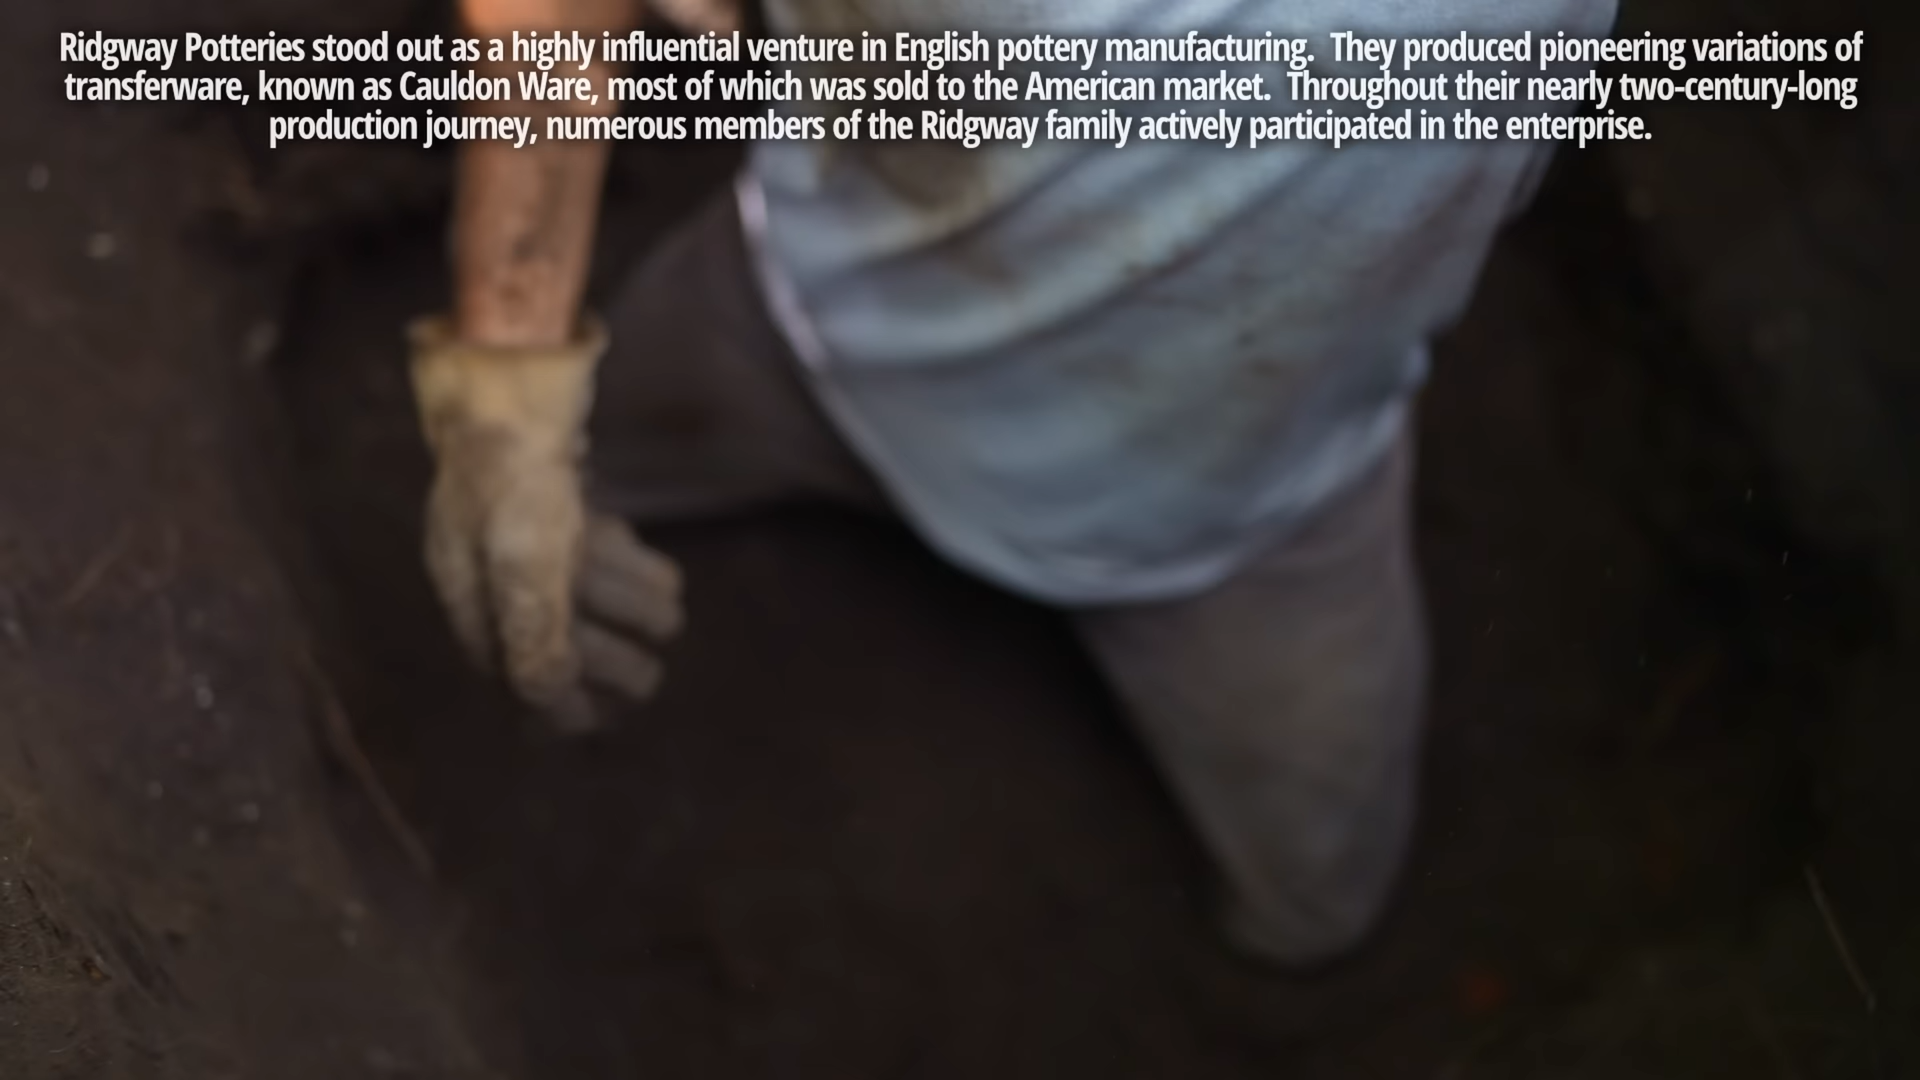 Ridgway Potteries stood out as a highly influential venture in English pottery manufacturing.  They produced pioneering variations of
transferware, known as Cauldon Ware, most of which was sold to the American market.  Throughout their nearly two-century-long
production journey, numerous members of the Ridgway family actively participated in the enterprise.